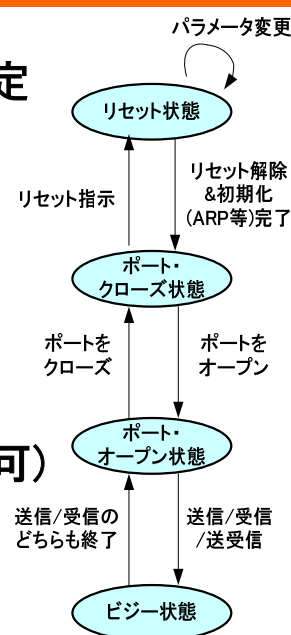 パラメータ変更
定
リセット状態
リセット指示
リセット解除
&初期化
(ARP等)完了
ポート・
クローズ状態
ポートを
クローズ
ポートを
オープン
ポート・
オープン状態
可)
送信/受信の
どちらも終了
送信/受信
/送受信
ビジー状態